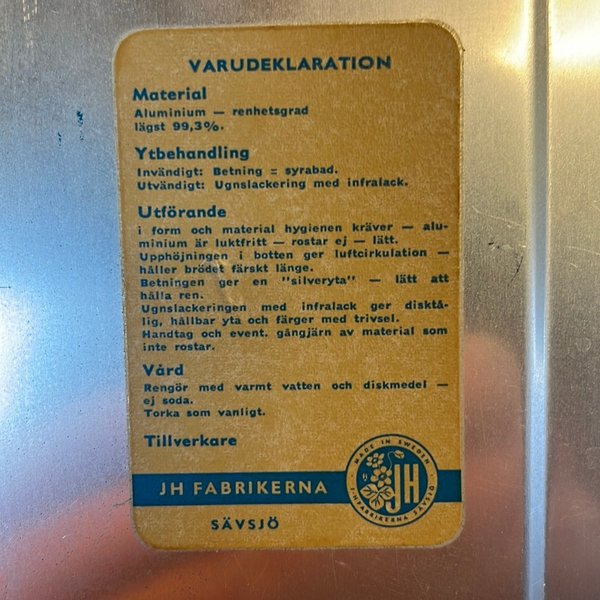 VARUDEKLARATION
Material
Aluminium — renhetsgrad
lägst 99,3%.
Ytbehandling
Invändigt: Betning = syrabad.
Utvändigt: Ugnslackering med infralack.
Utförande
i form och material hygienen kräver — alu-
minium är luktfritt — rostar ej — lätt.
Upphöjningen i botten ger luftcirkulation —
håller brödet färskt länge.
Betningen ger en "silveryta" — lätt att
hålla ren.
Ugnslackeringen med infralack ger disktå-
lig, hållbar yta och färger med trivsel.
Handtag och event. gångjärn av material som
inte rostar.
Vård
Rengör med varmt vatten och diskmedel —
ej soda.
Torka som vanligt.
Tillverkare
JH FABRIKERNA
SÄVSJÖ
MADE IN SWEDEN
JH
J-HFABRIKERNA SÄVSJÖ